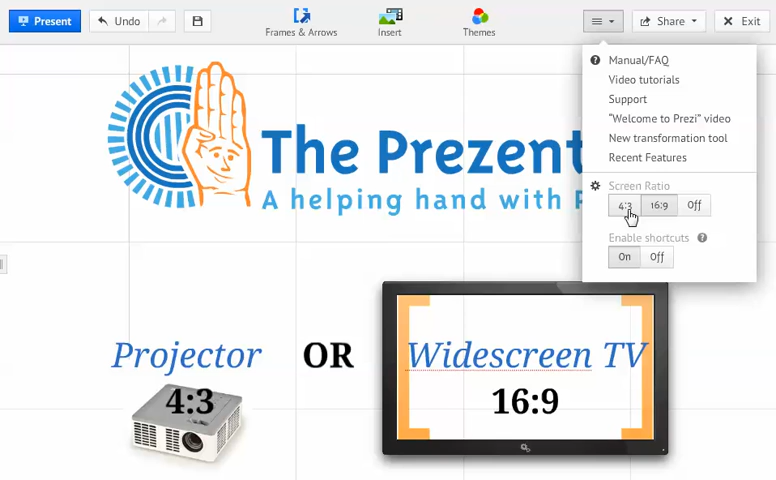 Present
Undo
Frames & Arrows
Insert
Themes
Share
Exit
Manual/FAQ
Video tutorials
Support
"Welcome to Prezi" video
New transformation tool
Recent Features
Screen Ratio
4:3 16:9 Off
Enable shortcuts ?
On Off
The Prezent
A helping hand with
Projector OR Widescreen TV
4:3 16:9